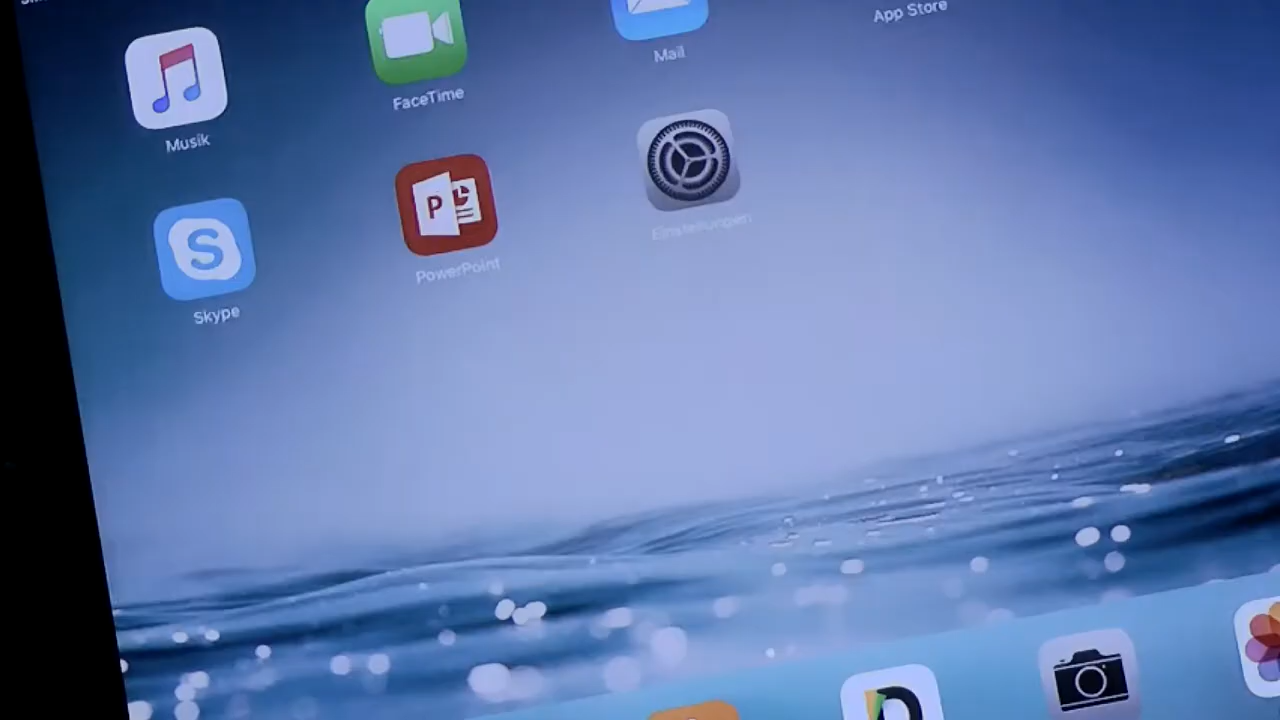 App Store
Mail
FaceTime
Musik
Einstellungen
P
PowerPoint
S
Skype